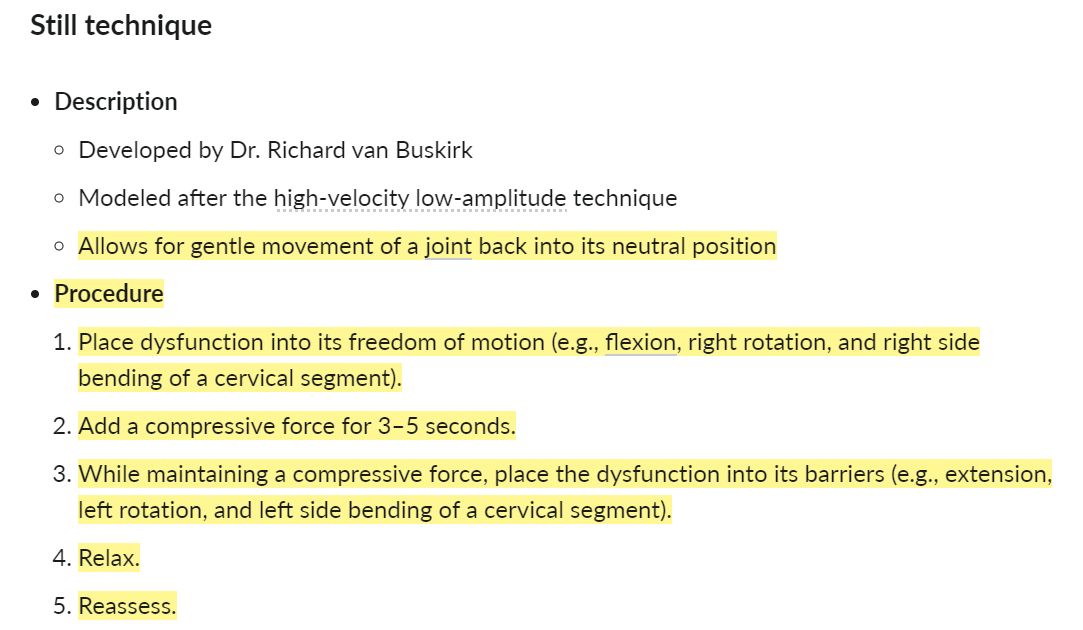 Still technique
• Description
◦ Developed by Dr. Richard van Buskirk
◦ Modeled after the high-velocity low-amplitude technique
◦ Allows for gentle movement of a joint back into its neutral position
• Procedure
1. Place dysfunction into its freedom of motion (e.g., flexion, right rotation, and right side
bending of a cervical segment).
2. Add a compressive force for 3–5 seconds.
3. While maintaining a compressive force, place the dysfunction into its barriers (e.g., extension,
left rotation, and left side bending of a cervical segment).
4. Relax.
5. Reassess.